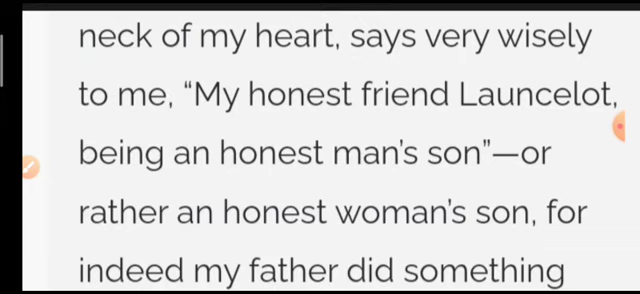 neck of my heart, says very wisely
to me, “My honest friend Launcelot,
being an honest man's son”—or
rather an honest woman's son, for
indeed my father did something